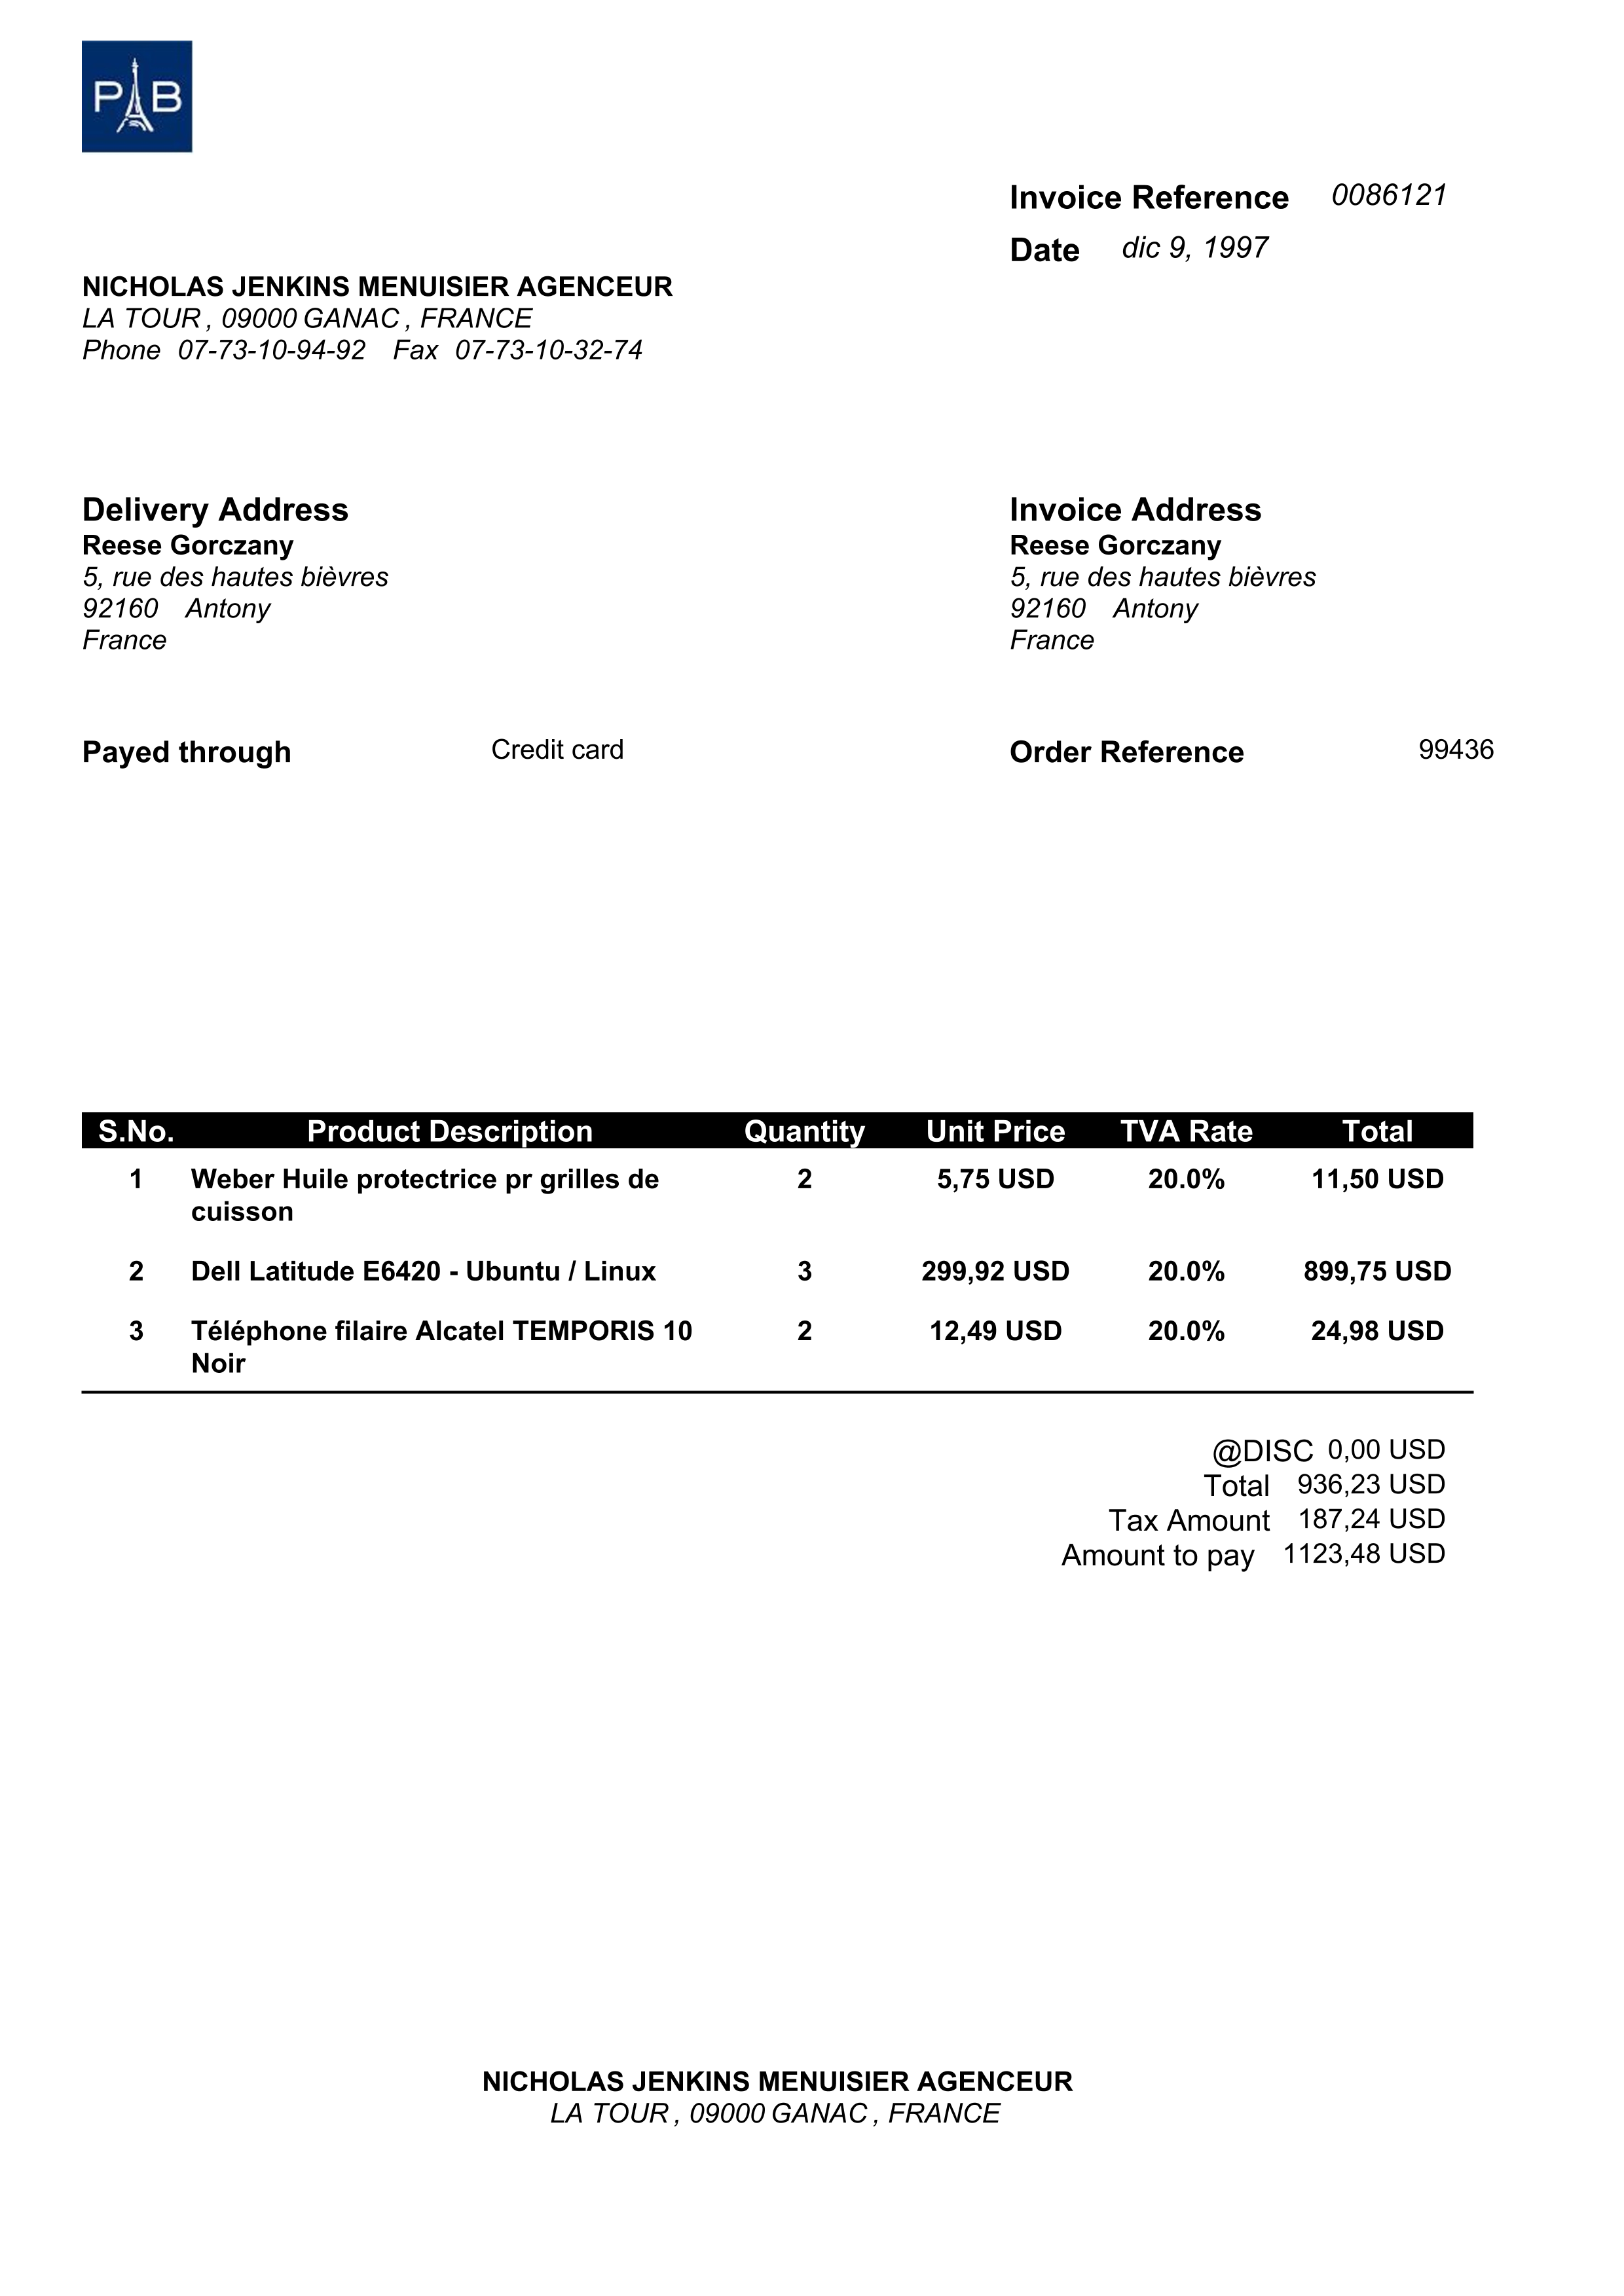 P B
Invoice Reference 0086121
Date dic 9, 1997
NICHOLAS JENKINS MENUISIER AGENCEUR
LA TOUR , 09000 GANAC , FRANCE
Phone 07-73-10-94-92 Fax 07-73-10-32-74
Delivery Address
Reese Gorczany
5, rue des hautes bièvres
92160 Antony
France
Invoice Address
Reese Gorczany
5, rue des hautes bièvres
92160 Antony
France
Payed through Credit card
Order Reference 99436
S.No. Product Description Quantity Unit Price TVA Rate Total
1 Weber Huile protectrice pr grilles de 2 5,75 USD 20.0% 11,50 USD
cuisson
2 Dell Latitude E6420 - Ubuntu / Linux 3 299,92 USD 20.0% 899,75 USD
3 Téléphone filaire Alcatel TEMPORIS 10 2 12,49 USD 20.0% 24,98 USD
Noir
@DISC 0,00 USD
Total 936,23 USD
Tax Amount 187,24 USD
Amount to pay 1123,48 USD
NICHOLAS JENKINS MENUISIER AGENCEUR
LA TOUR , 09000 GANAC , FRANCE